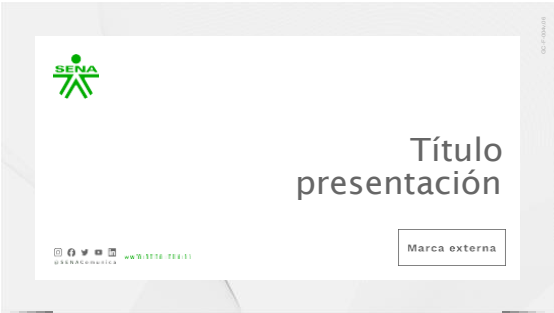 SENA
Título
presentación
Marca externa
@SENAComunica